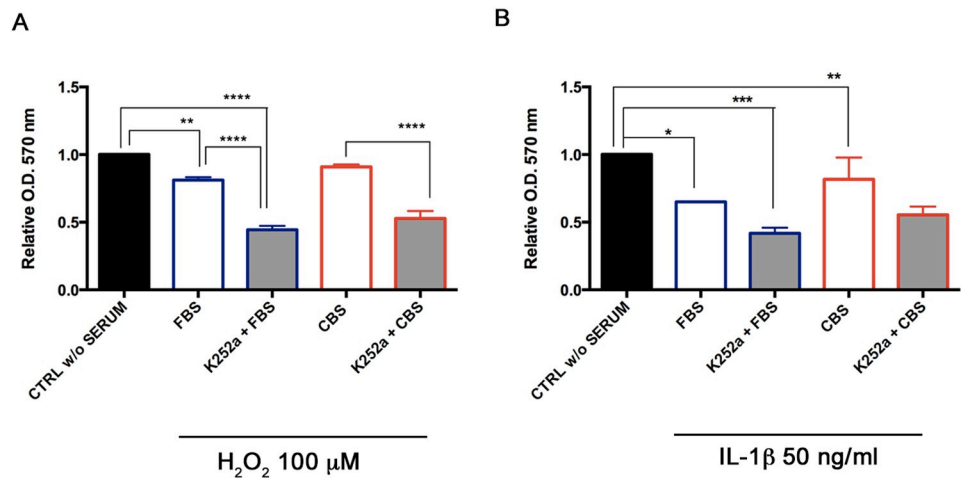 A
Relative O.D. 570 nm
1.5
1.0
0.5
0.0
****
**
****
****
CTRL w/o SERUM
FBS
K252a + FBS
CBS
K252a + CBS
H₂O₂ 100 μM
B
Relative O.D. 570 nm
1.5
1.0
0.5
0.0
**
***
*
CTRL w/o SERUM
FBS
K252a + FBS
CBS
K252a + CBS
IL-1β 50 ng/ml